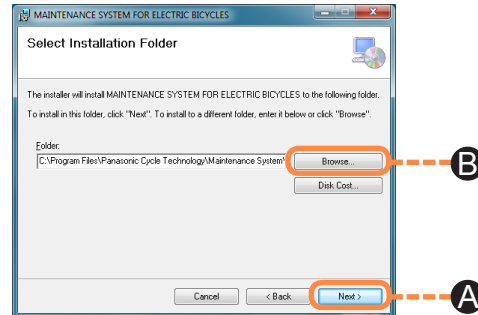 MAINTENANCE SYSTEM FOR ELECTRIC BICYCLES
Select Installation Folder
The installer will install MAINTENANCE SYSTEM FOR ELECTRIC BICYCLES to the following folder.
To install in this folder, click "Next". To install to a different folder, enter it below or click "Browse".
Folder:
C:\Program Files\Panasonic Cycle Technology\Maintenance System\
Browse...
B
Disk Cost...
Cancel
< Back
Next >
A